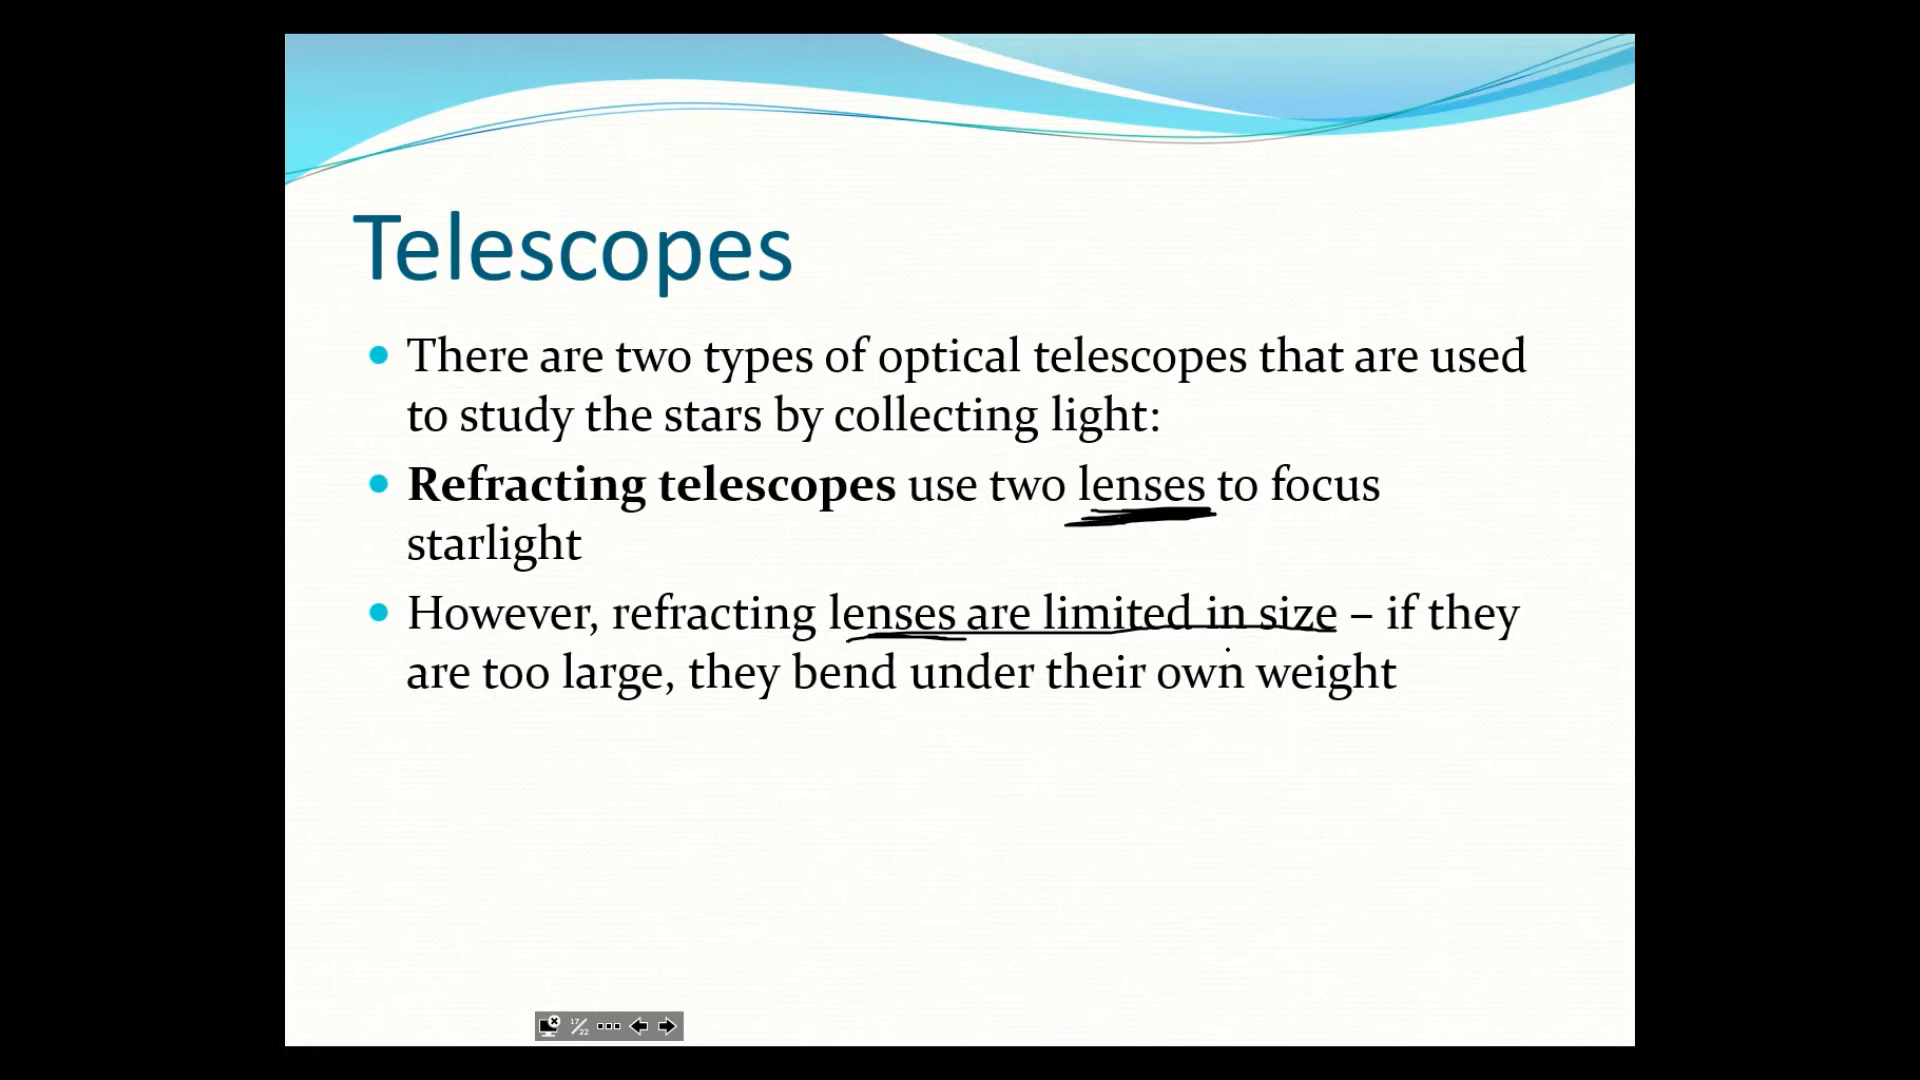 Telescopes
There are two types of optical telescopes that are used
to study the stars by collecting light:
Refracting telescopes use two lenses to focus
starlight
However, refracting lenses are limited in size – if they
are too large, they bend under their own weight
17/22